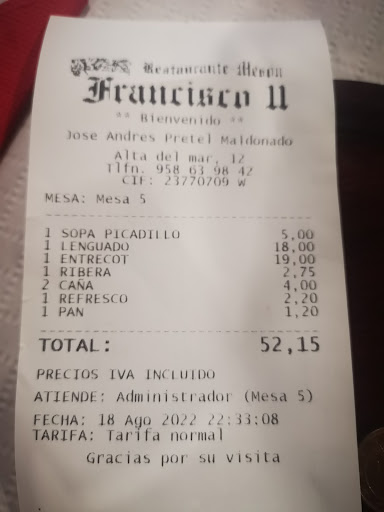 Restaurante Meson
Francisco II
** Bienvenido **
Jose Andres Pretel Maldonado
Alta del mar, 12
Tlfn. 958 63 98 42
CIF: 23770709 W
MESA: Mesa 5
1 SOPA PICADILLO 5,00
1 LENGUADO 18,00
1 ENTRECOT 19,00
1 RIBERA 2,75
2 CAÑA 4,00
1 REFRESCO 2,20
1 PAN 1,20
TOTAL: 52,15
PRECIOS IVA INCLUIDO
ATIENDE: Administrador (Mesa 5)
FECHA: 18 Ago 2022 22:33:08
TARIFA: Tarifa normal
Gracias por su visita